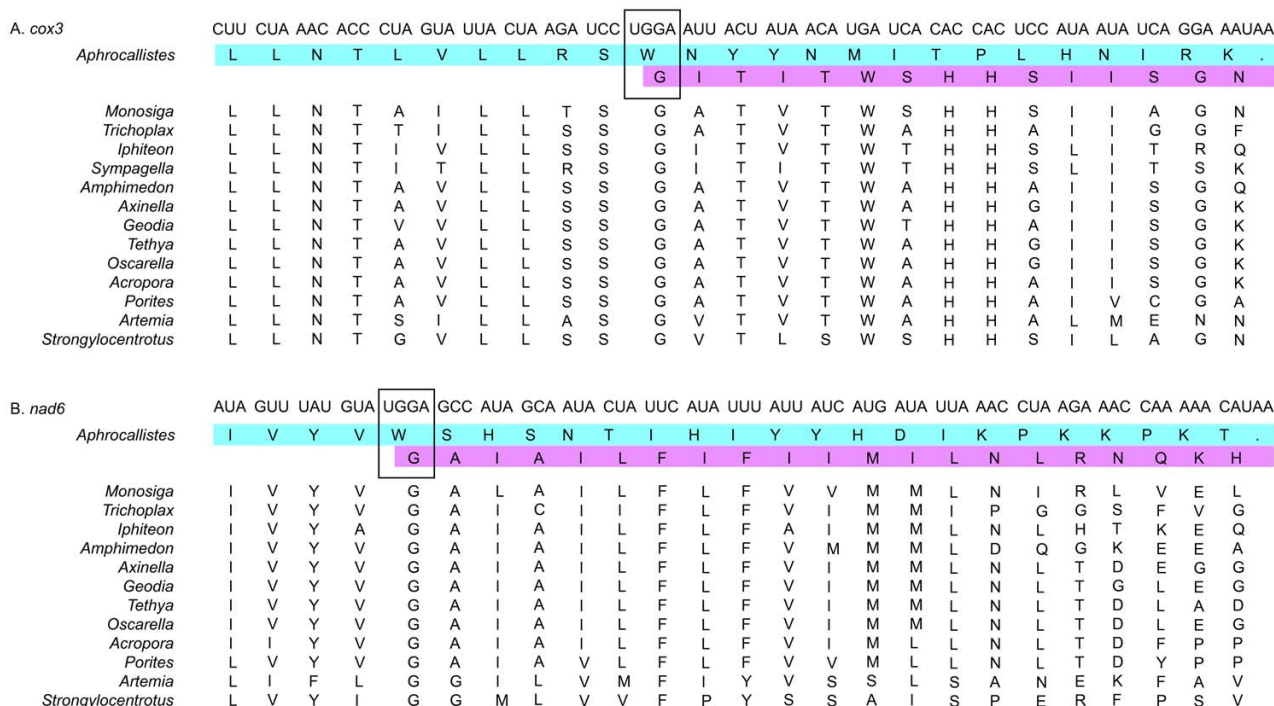 A. cox3 CUU CUA AAC ACC CUA GUA UUA CUA AGA UCC UGGA AUU ACU AUA ACA UGA UCA CAC CAC UCC AUA AUA UCA GGA AAUAA
Aphrocallistes L L N T L V L L R S W N Y Y N M I T P L H N I R K .
G I T I T W S H H S I I S G N
Monosiga L L N T A I L L T S G A T V T W S H H S I I A G N
Trichoplax L L N T T I L L S S G A T V T W A H H A I I G G F
Iphiteon L L N T I V L L S S G I T V T W T H H S L I T R Q
Sympagella L L N T I T L L R S G I T I T W T H H S L I T S K
Amphimedon L L N T A V L L S S G A T V T W A H H A I I S G Q
Axinella L L N T A V L L S S G A T V T W A H H G I I S G K
Geodia L L N T V V L L S S G A T V T W T H H A I I S G K
Tethya L L N T A V L L S S G A T V T W A H H G I I S G K
Oscarella L L N T A V L L S S G A T V T W A H H G I I S G K
Acropora L L N T A V L L S S G A T V T W A H H A I I S G K
Porites L L N T A V L L S S G A T V T W A H H A I V C G A
Artemia L L N T S I L L A S G V T V T W A H H A L M E N N
Strongylocentrotus L L N T G V L L S S G V T L S W S H H S I L A G N
B. nad6 AUA GUU UAU GUA UGGA GCC AUA GCA AUA CUA UUC AUA UUU AUU AUC AUG AUA UUA AAC CUA AGA AAC CAA AAA CAUAA
Aphrocallistes I V Y V W S H S N T I H I Y Y H D I K P K K P K T .
G A I A I L F I F I I M I L N L R N Q K H
Monosiga I V Y V G A L A I L F L F V V M M L N I R L V E L
Trichoplax I V Y V G A I C I I F L F V I M M I P G G S F V G
Iphiteon I V Y A G A I A I L F L F A I M M L N L H T K E Q
Amphimedon I V Y V G A I A I L F L F V M M M L D Q G K E E A
Axinella I V Y V G A I A I L F L F V I M M L N L T D E G G
Geodia I V Y V G A I A I L F L F V I M M L N L T G L E G
Tethya I V Y V G A I A I L F L F V I M M L N L T D L A D
Oscarella I V Y V G A I A I L F L F V I M M L N L T D L E G
Acropora I I Y V G A I A I L F L F V I M L L N L T D F P P
Porites L V Y V G A I A V L F L F V V M L L N L T D Y P P
Artemia L I F L G G I L V M F I Y V S S L S A N E K F A V
Strongylocentrotus L V Y I G G M L V V F P Y S S A I S P E R F P S V